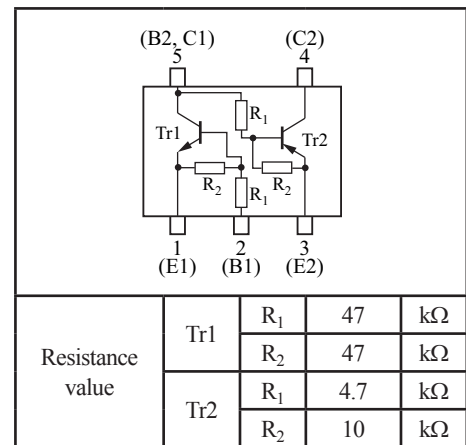 (B2, C1) (C2)
5 4
R1
Tr1 Tr2
R2 R2
R1
1 2 3
(E1) (B1) (E2)
Resistance value Tr1 R1 47 kΩ
R2 47 kΩ
Tr2 R1 4.7 kΩ
R2 10 kΩ